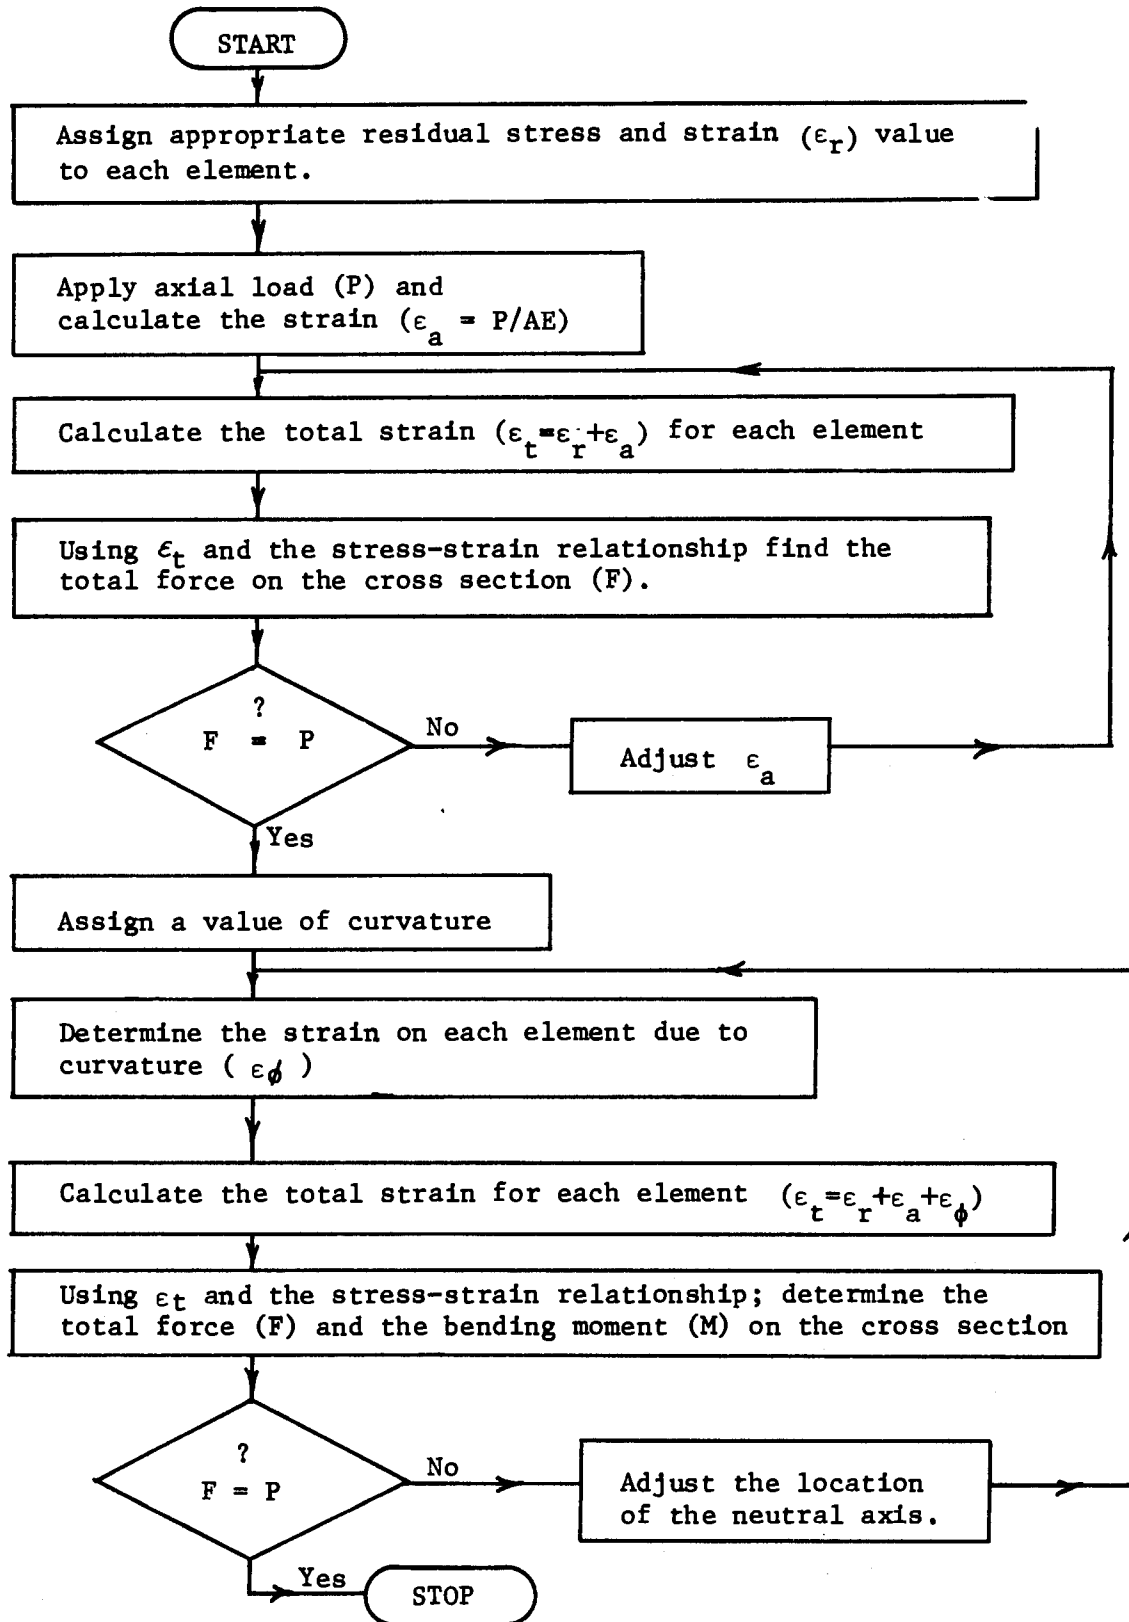 START
Assign appropriate residual stress and strain (εr) value
to each element.
Apply axial load (P) and
calculate the strain (εa = P/AE)
Calculate the total strain (εt=εr+εa) for each element
Using ϵt and the stress-strain relationship find the
total force on the cross section (F).
?
F = P
No
Adjust εa
Yes
Assign a value of curvature
Determine the strain on each element due to
curvature ( εϕ )
Calculate the total strain for each element (εt=εr+εa+εϕ)
Using εt and the stress-strain relationship; determine the
total force (F) and the bending moment (M) on the cross section
?
F = P
No
Adjust the location
of the neutral axis.
Yes
STOP